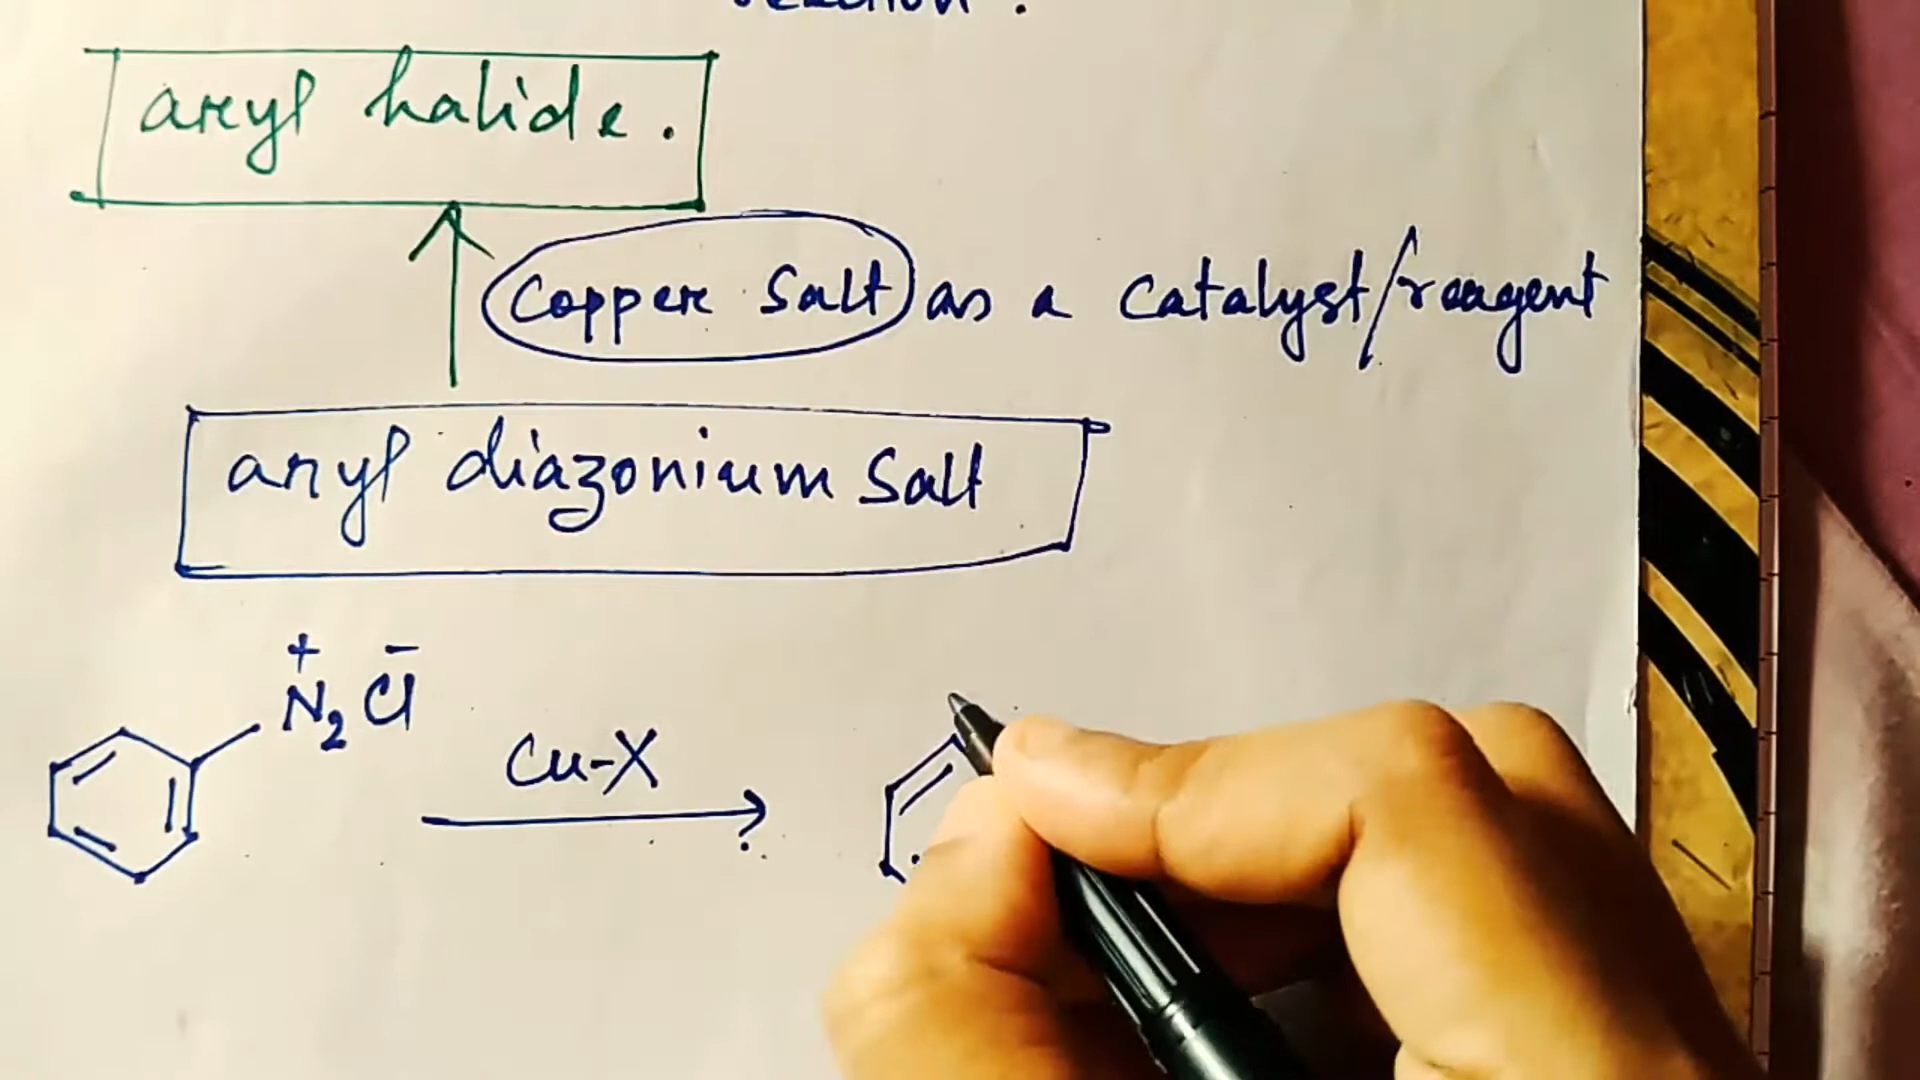 aryl halide.
Copper Salt as a catalyst/reagent
aryl diazonium Salt
+ -
N2 Cl
Cu-X